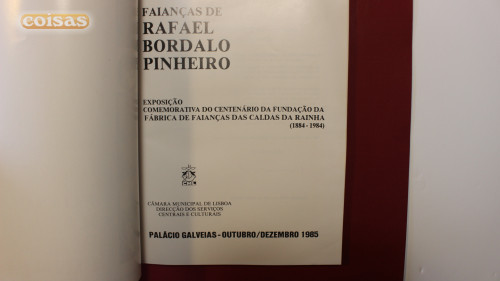 coisas
FAIANÇAS DE
RAFAEL
BORDALO
PINHEIRO
EXPOSIÇÃO
COMEMORATIVA DO CENTENÁRIO DA FUNDAÇÃO DA
FÁBRICA DE FAIANÇAS DAS CALDAS DA RAINHA
(1884-1984)
CÂMARA MUNICIPAL DE LISBOA
DIRECÇÃO DOS SERVIÇOS
CENTRAIS E CULTURAIS
PALÁCIO GALVEIAS - OUTUBRO/DEZEMBRO 1985